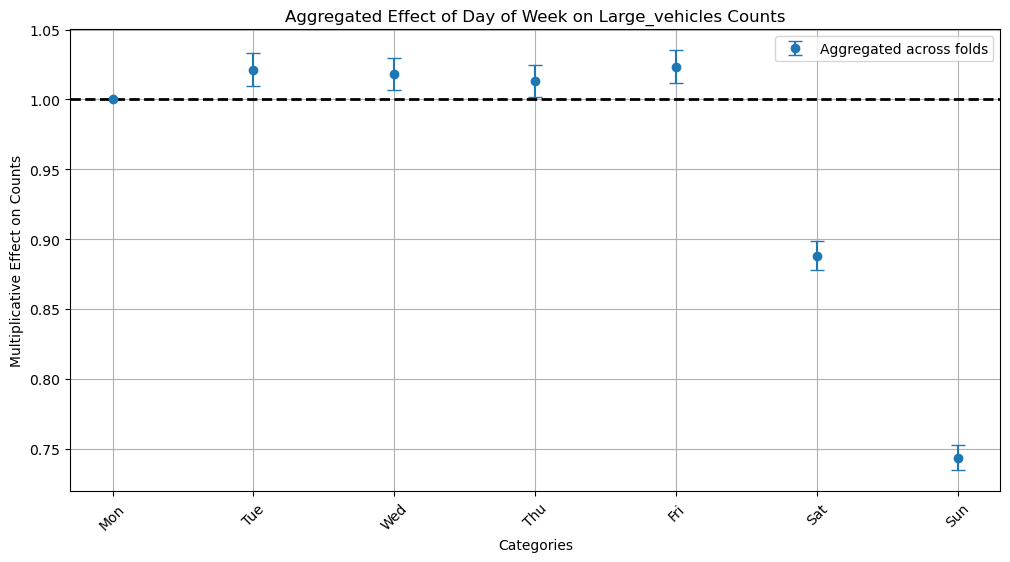 Aggregated Effect of Day of Week on Large_vehicles Counts
Aggregated across folds
Multiplicative Effect on Counts
1.05
1.00
0.95
0.90
0.85
0.80
0.75
Mon
Tue
Wed
Thu
Fri
Sat
Sun
Categories